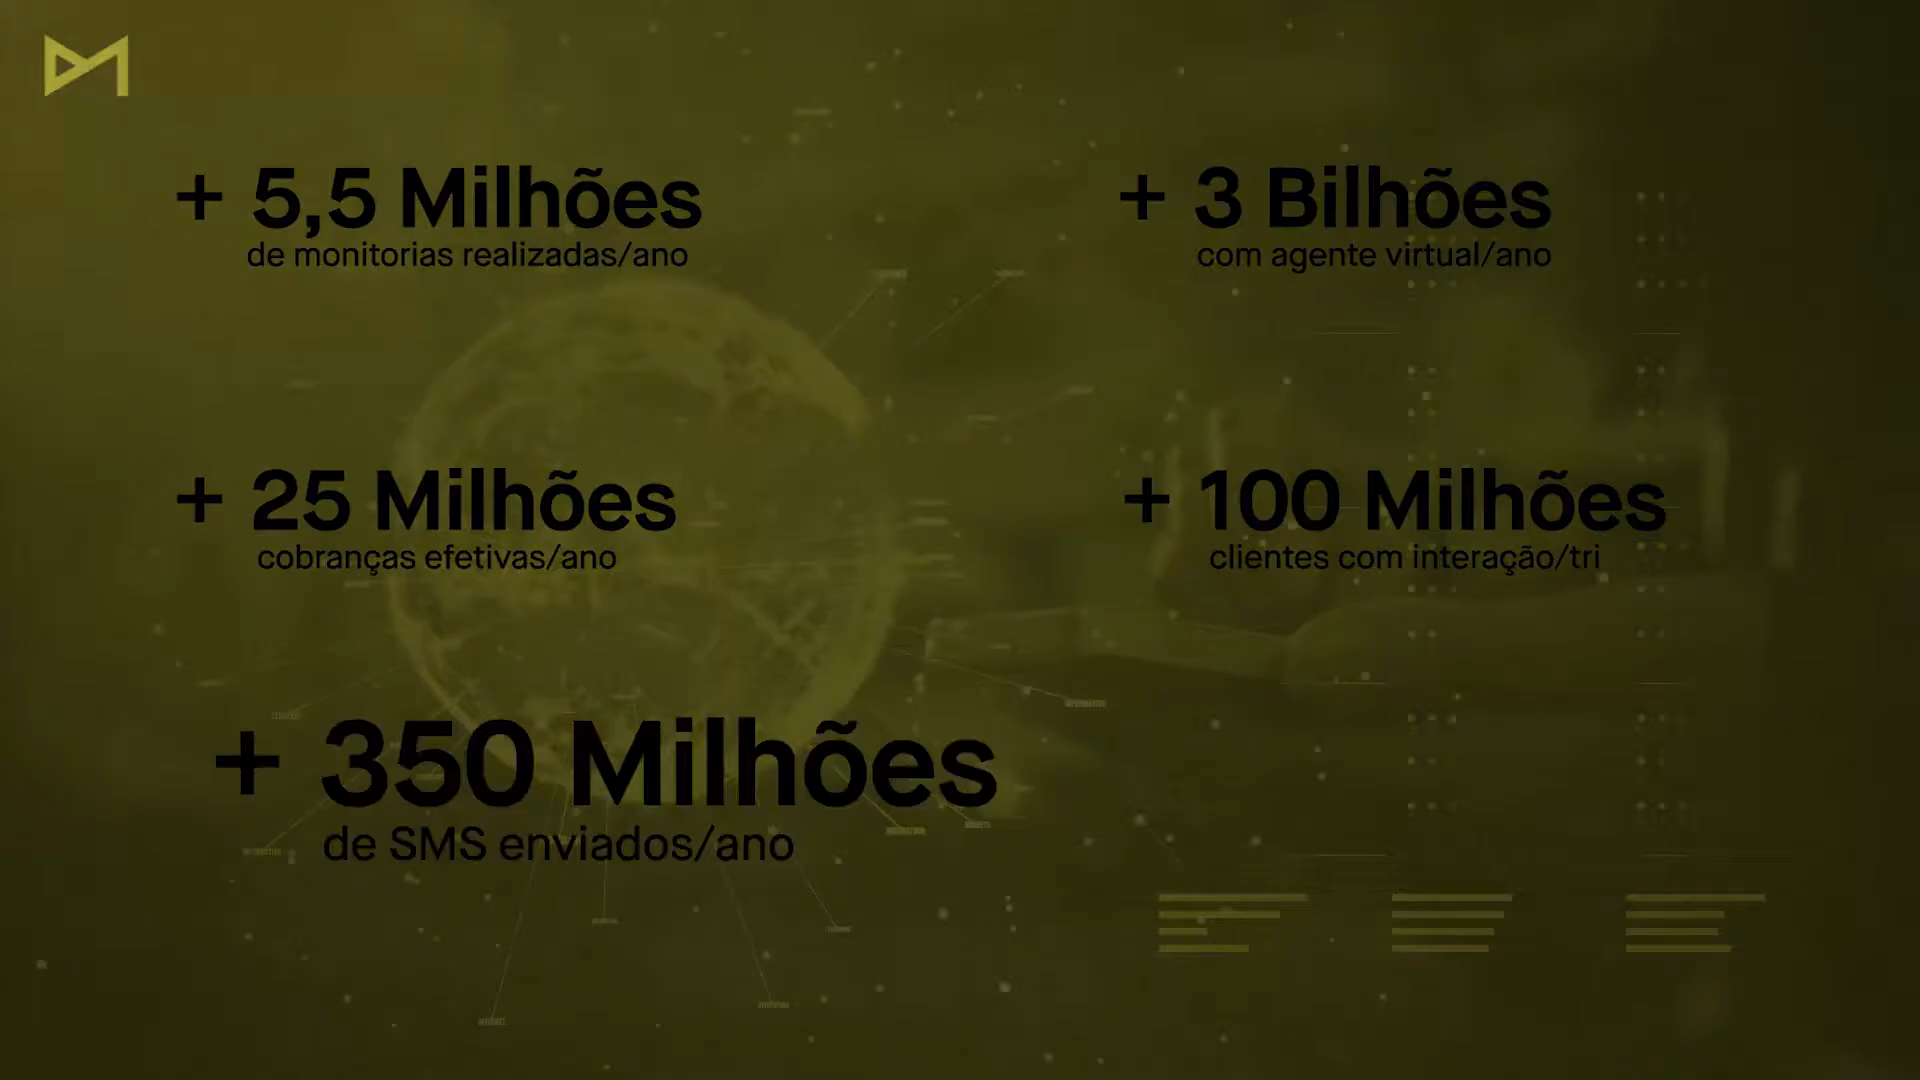 + 5,5 Milhões
de monitorias realizadas/ano
+ 3 Bilhões
com agente virtual/ano
+ 25 Milhões
cobranças efetivas/ano
+ 100 Milhões
clientes com interação/tri
+ 350 Milhões
de SMS enviados/ano